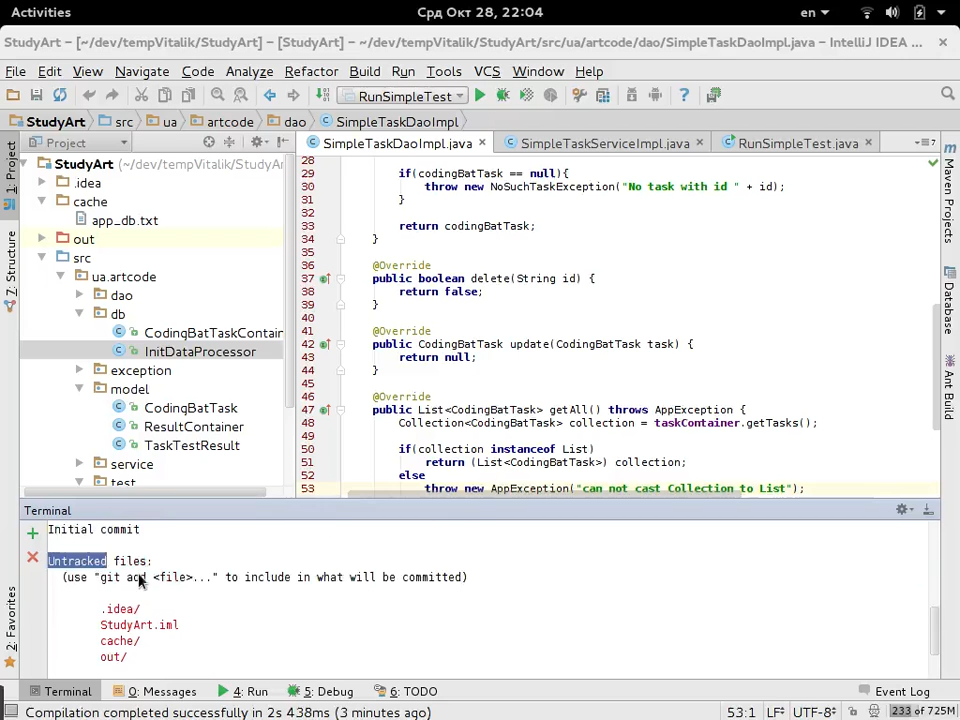 Activities
Срд Окт 28, 22:04
en
StudyArt – [~/dev/tempVitalik/StudyArt] – [StudyArt] – ~/dev/tempVitalik/StudyArt/src/ua/artcode/dao/SimpleTaskDaoImpl.java – IntelliJ IDEA ...
File Edit View Navigate Code Analyze Refactor Build Run Tools VCS Window Help
RunSimpleTest
StudyArt src ua artcode dao SimpleTaskDaoImpl
Project
SimpleTaskDaoImpl.java SimpleTaskServiceImpl.java RunSimpleTest.java
7
1: Project
7: Structure
2: Favorites
StudyArt (~/dev/tempVitalik/StudyAr
.idea
cache
app_db.txt
out
src
ua.artcode
dao
db
CodingBatTaskContain
InitDataProcessor
exception
model
CodingBatTask
ResultContainer
TaskTestResult
service
test
28
29 if(codingBatTask == null){
30 throw new NoSuchTaskException("No task with id " + id);
31 }
32
33 return codingBatTask;
34 }
35
36 @Override
37 public boolean delete(String id) {
38 return false;
39 }
40
41 @Override
42 public CodingBatTask update(CodingBatTask task) {
43 return null;
44 }
45
46 @Override
47 public List<CodingBatTask> getAll() throws AppException {
48 Collection<CodingBatTask> collection = taskContainer.getTasks();
49
50 if(collection instanceof List)
51 return (List<CodingBatTask>) collection;
52 else
53 throw new AppException("can not cast Collection to List");
Maven Projects
Database
Ant Build
Terminal
Initial commit
Untracked files:
(use "git add <file>..." to include in what will be committed)
.idea/
StudyArt.iml
cache/
out/
Terminal 0: Messages 4: Run 5: Debug 6: TODO Event Log
Compilation completed successfully in 2s 438ms (3 minutes ago) 53:1 LF UTF-8 233 of 725M